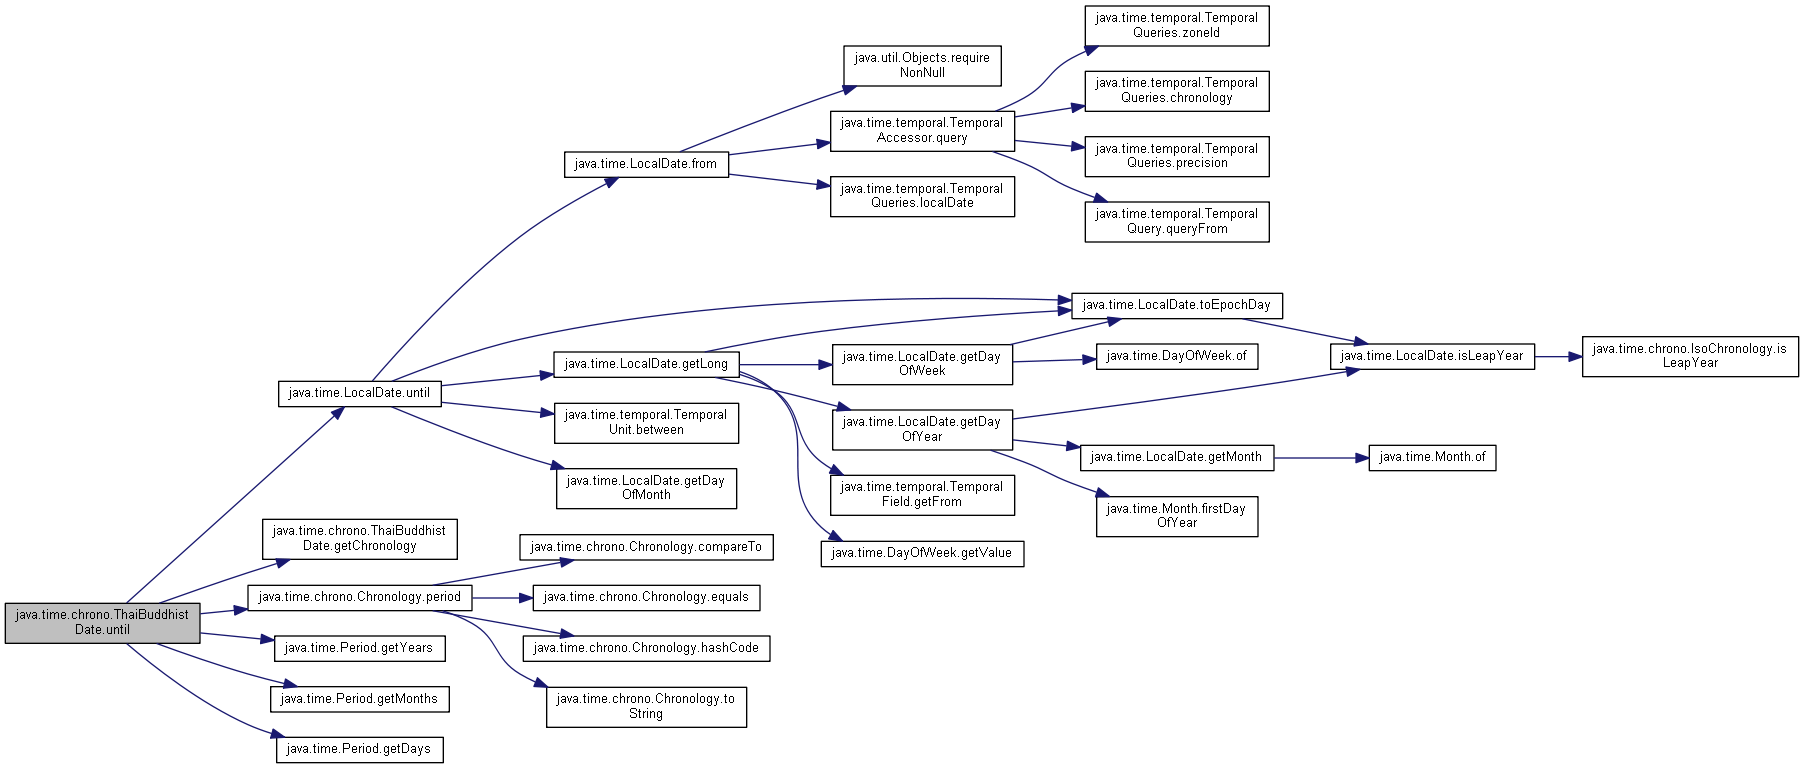 java.time.temporal.Temporal
Queries.zoneId
java.util.Objects.require
NonNull
java.time.temporal.Temporal
Queries.chronology
java.time.temporal.Temporal
Accessor.query
java.time.temporal.Temporal
Queries.precision
java.time.LocalDate.from
java.time.temporal.Temporal
Queries.localDate
java.time.temporal.Temporal
Query.queryFrom
java.time.LocalDate.toEpochDay
java.time.LocalDate.getLong
java.time.LocalDate.getDay
OfWeek
java.time.DayOfWeek.of
java.time.LocalDate.isLeapYear
java.time.chrono.IsoChronology.is
LeapYear
java.time.LocalDate.until
java.time.temporal.Temporal
Unit.between
java.time.LocalDate.getDay
OfYear
java.time.LocalDate.getMonth
java.time.Month.of
java.time.LocalDate.getDay
OfMonth
java.time.temporal.Temporal
Field.getFrom
java.time.Month.firstDay
OfYear
java.time.chrono.ThaiBuddhist
Date.getChronology
java.time.chrono.Chronology.compareTo
java.time.DayOfWeek.getValue
java.time.chrono.ThaiBuddhist
Date.until
java.time.chrono.Chronology.period
java.time.chrono.Chronology.equals
java.time.Period.getYears
java.time.chrono.Chronology.hashCode
java.time.Period.getMonths
java.time.chrono.Chronology.to
String
java.time.Period.getDays